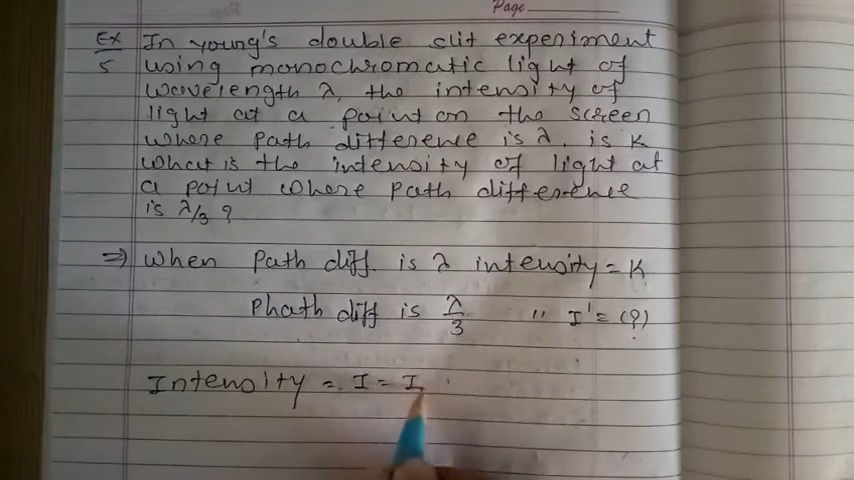 Page
Ex In young's double slit experiment
5 using monochromatic light of
wavelength λ, the intensity of
light at a point on the screen
where path difference is λ, is K
what is the intensity of light at
a point where path difference
is λ/3 ?
⇒ when path diff. is λ intensity = K
Phath diff is λ/3 " I' = (?)
Intensity = I = I